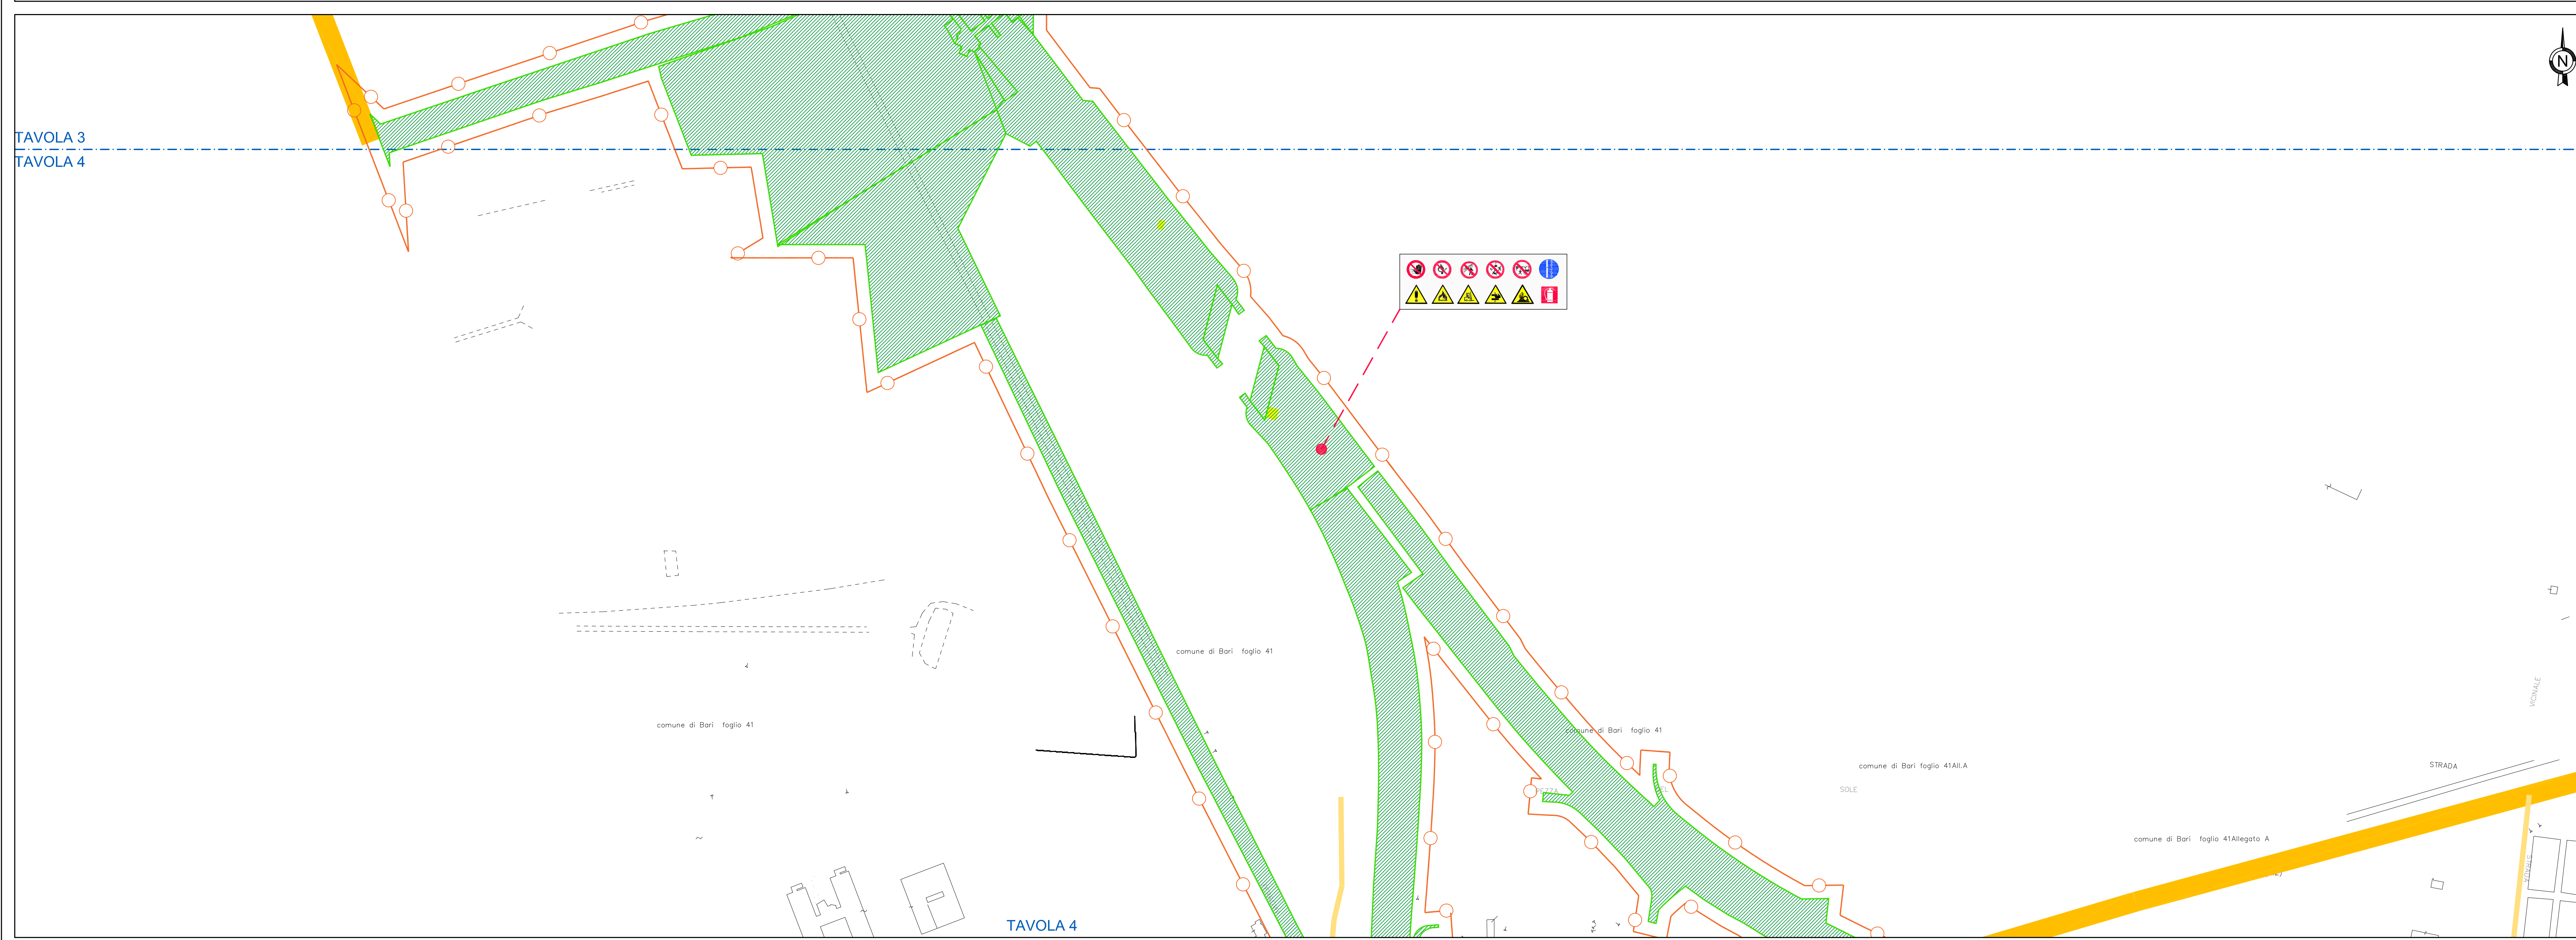 N
TAVOLA 3
TAVOLA 4
comune di Bari foglio 41
comune di Bari foglio 41
comune di Bari foglio 41
comune di Bari foglio 41All.A
STRADA
VICINALE
SOLE
comune di Bari foglio 41Allegato A
STRADA
TAVOLA 4